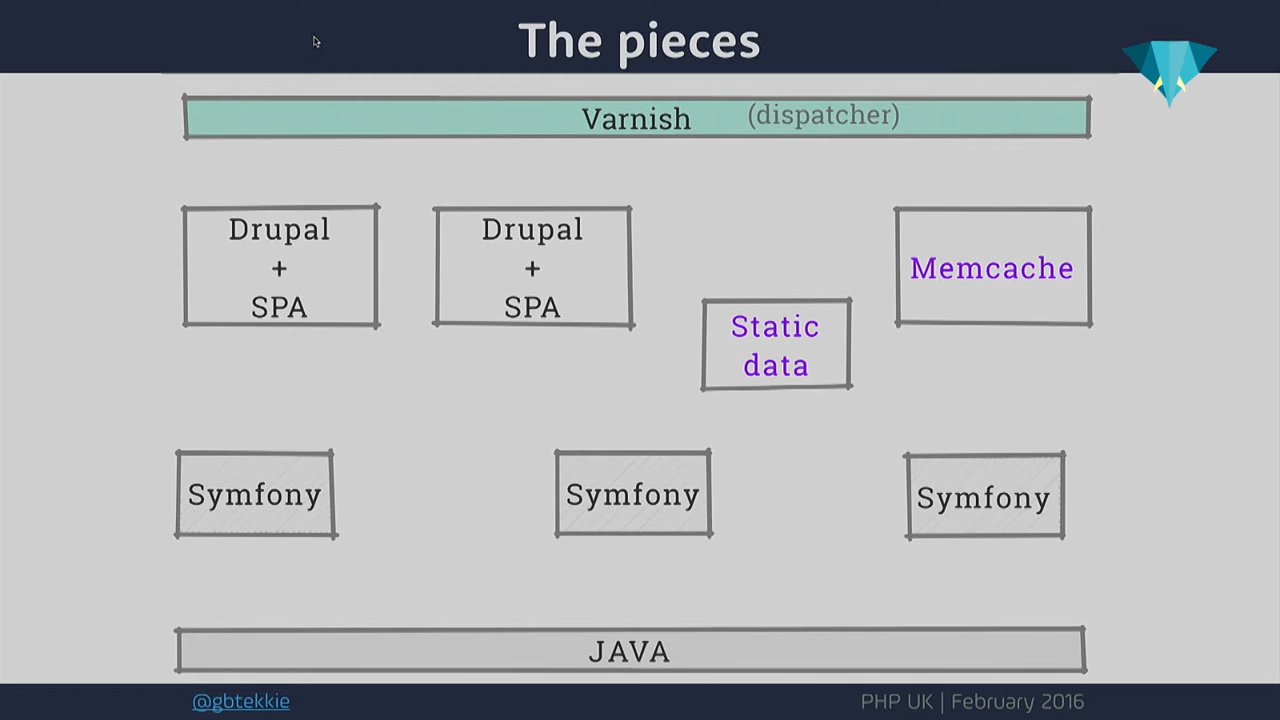 The pieces
Varnish (dispatcher)
Drupal
+
SPA
Drupal
+
SPA
Memcache
Static
data
Symfony
Symfony
Symfony
JAVA
@gbtekkie
PHP UK | February 2016